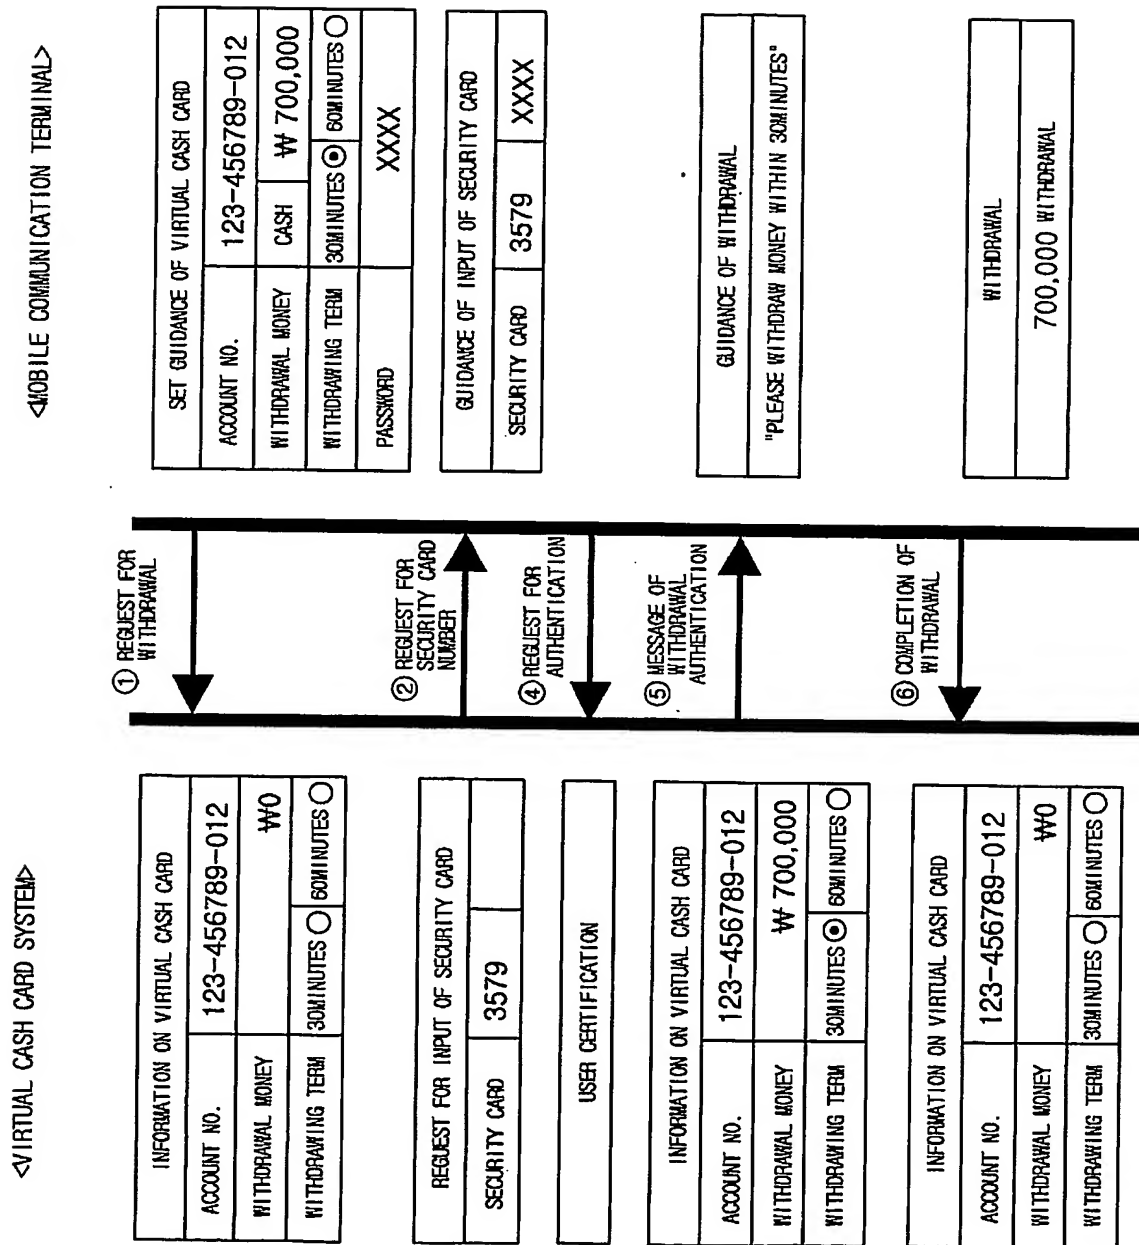 <VIRTUAL CASH CARD SYSTEM>
<MOBILE COMMUNICATION TERMINAL>
INFORMATION ON VIRTUAL CASH CARD
ACCOUNT NO. 123-456789-012
WITHDRAWAL MONEY ₩0
WITHDRAWING TERM 30MINUTES 60MINUTES
① REQUEST FOR
WITHDRAWAL
SET GUIDANCE OF VIRTUAL CASH CARD
ACCOUNT NO. 123-456789-012
WITHDRAWAL MONEY CASH ₩ 700,000
WITHDRAWING TERM 30MINUTES 60MINUTES
PASSWORD XXXX
REQUEST FOR INPUT OF SECURITY CARD
SECURITY CARD 3579
② REQUEST FOR
SECURITY CARD
NUMBER
GUIDANCE OF INPUT OF SECURITY CARD
SECURITY CARD 3579 XXXX
USER CERTIFICATION
④ REQUEST FOR
AUTHENTICATION
INFORMATION ON VIRTUAL CASH CARD
ACCOUNT NO. 123-456789-012
WITHDRAWAL MONEY ₩ 700,000
WITHDRAWING TERM 30MINUTES 60MINUTES
⑤ MESSAGE OF
WITHDRAWAL
AUTHENTICATION
GUIDANCE OF WITHDRAWAL
"PLEASE WITHDRAW MONEY WITHIN 30MINUTES"
INFORMATION ON VIRTUAL CASH CARD
ACCOUNT NO. 123-456789-012
WITHDRAWAL MONEY ₩0
WITHDRAWING TERM 30MINUTES 60MINUTES
⑥ COMPLETION OF
WITHDRAWAL
WITHDRAWAL
700,000 WITHDRAWAL